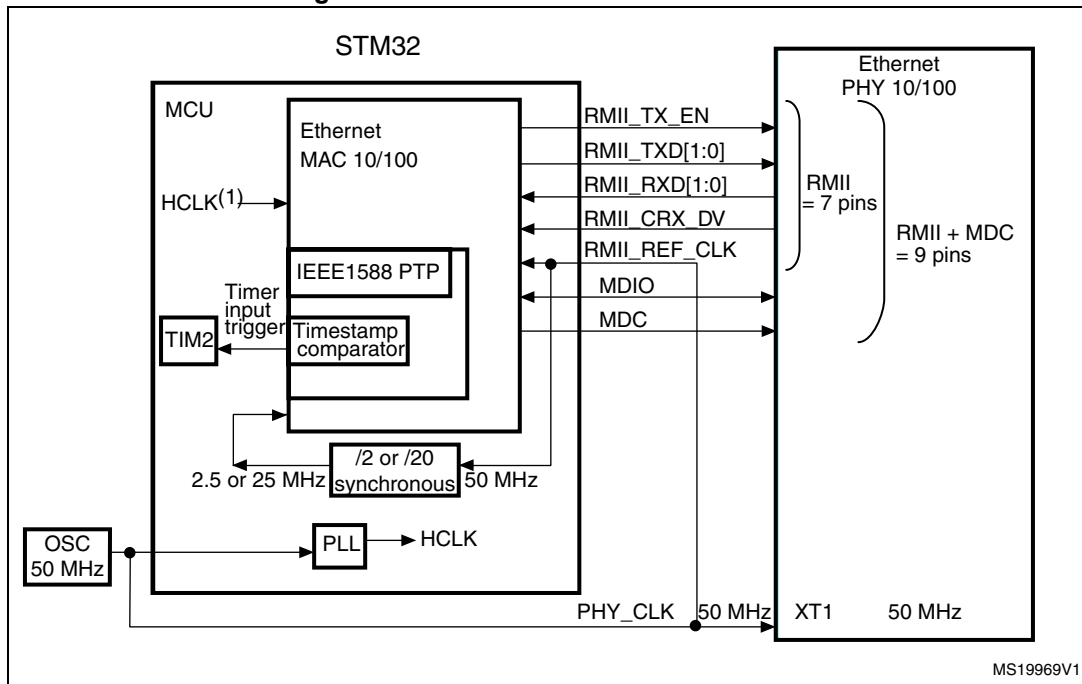 STM32
MCU
Ethernet
MAC 10/100
HCLK(1)
IEEE1588 PTP
Timer
input
trigger
TIM2
Timestamp
comparator
/2 or /20
synchronous
2.5 or 25 MHz
50 MHz
OSC
50 MHz
PLL
HCLK
RMII_TX_EN
RMII_TXD[1:0]
RMII_RXD[1:0]
RMII_CRX_DV
RMII_REF_CLK
MDIO
MDC
Ethernet
PHY 10/100
RMII
= 7 pins
RMII + MDC
= 9 pins
PHY_CLK
50 MHz
XT1
50 MHz
MS19969V1